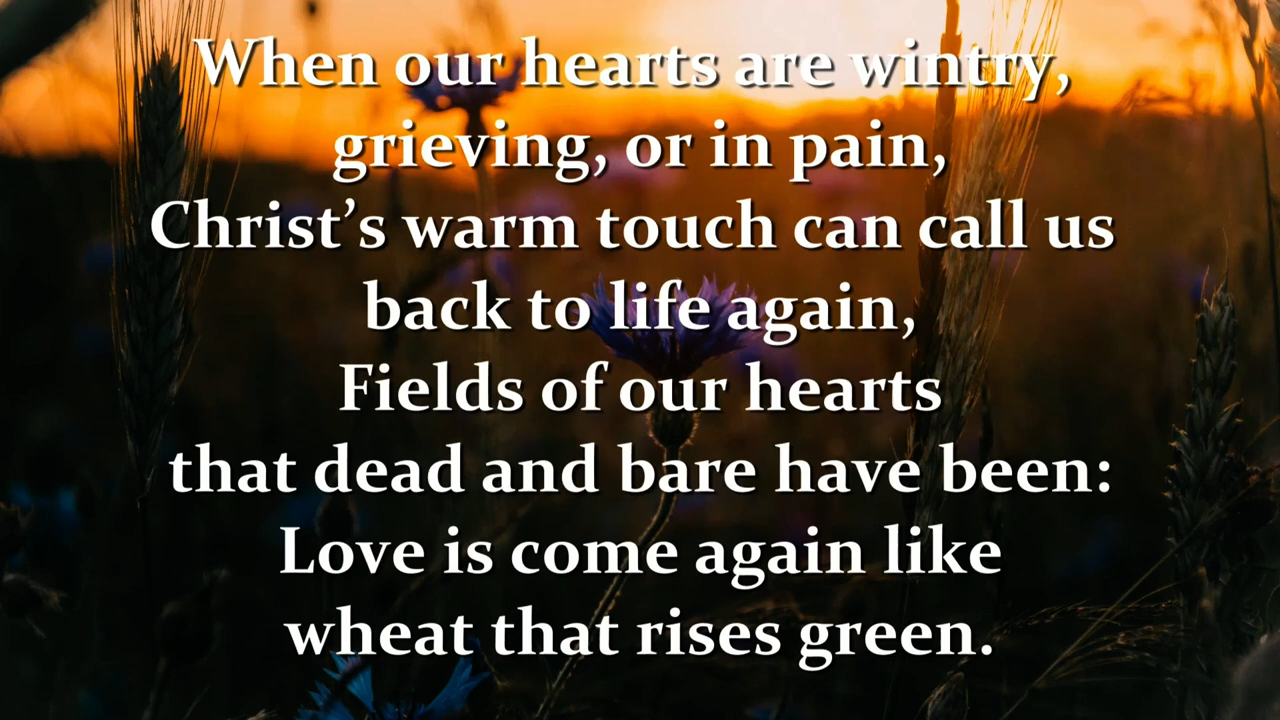 When our hearts are wintry,
grieving, or in pain,
Christ’s warm touch can call us
back to life again,
Fields of our hearts
that dead and bare have been:
Love is come again like
wheat that rises green.